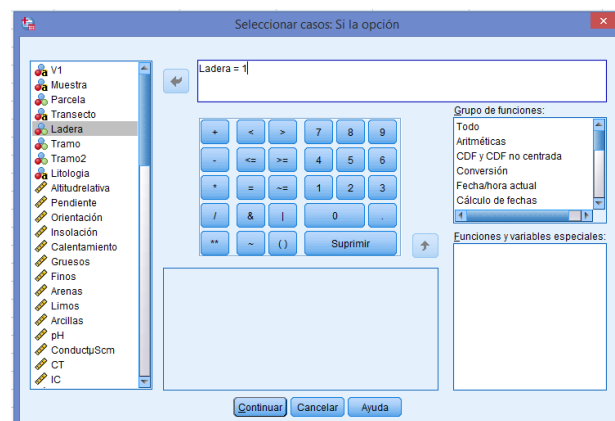 Seleccionar casos: Si la opción
V1
Muestra
Parcela
Transecto
Ladera
Tramo
Tramo2
Litologia
Altitudrelativa
Pendiente
Orientación
Insolación
Calentamiento
Gruesos
Finos
Arenas
Limos
Arcillas
pH
ConductµScm
CT
IC
Ladera = 1
+ < > 7 8 9
- <= >= 4 5 6
* = ~= 1 2 3
/ & | 0 .
** ~ ( ) Suprimir
Grupo de funciones:
Todo
Aritméticas
CDF y CDF no centrada
Conversión
Fecha/hora actual
Cálculo de fechas
Funciones y variables especiales:
Continuar Cancelar Ayuda